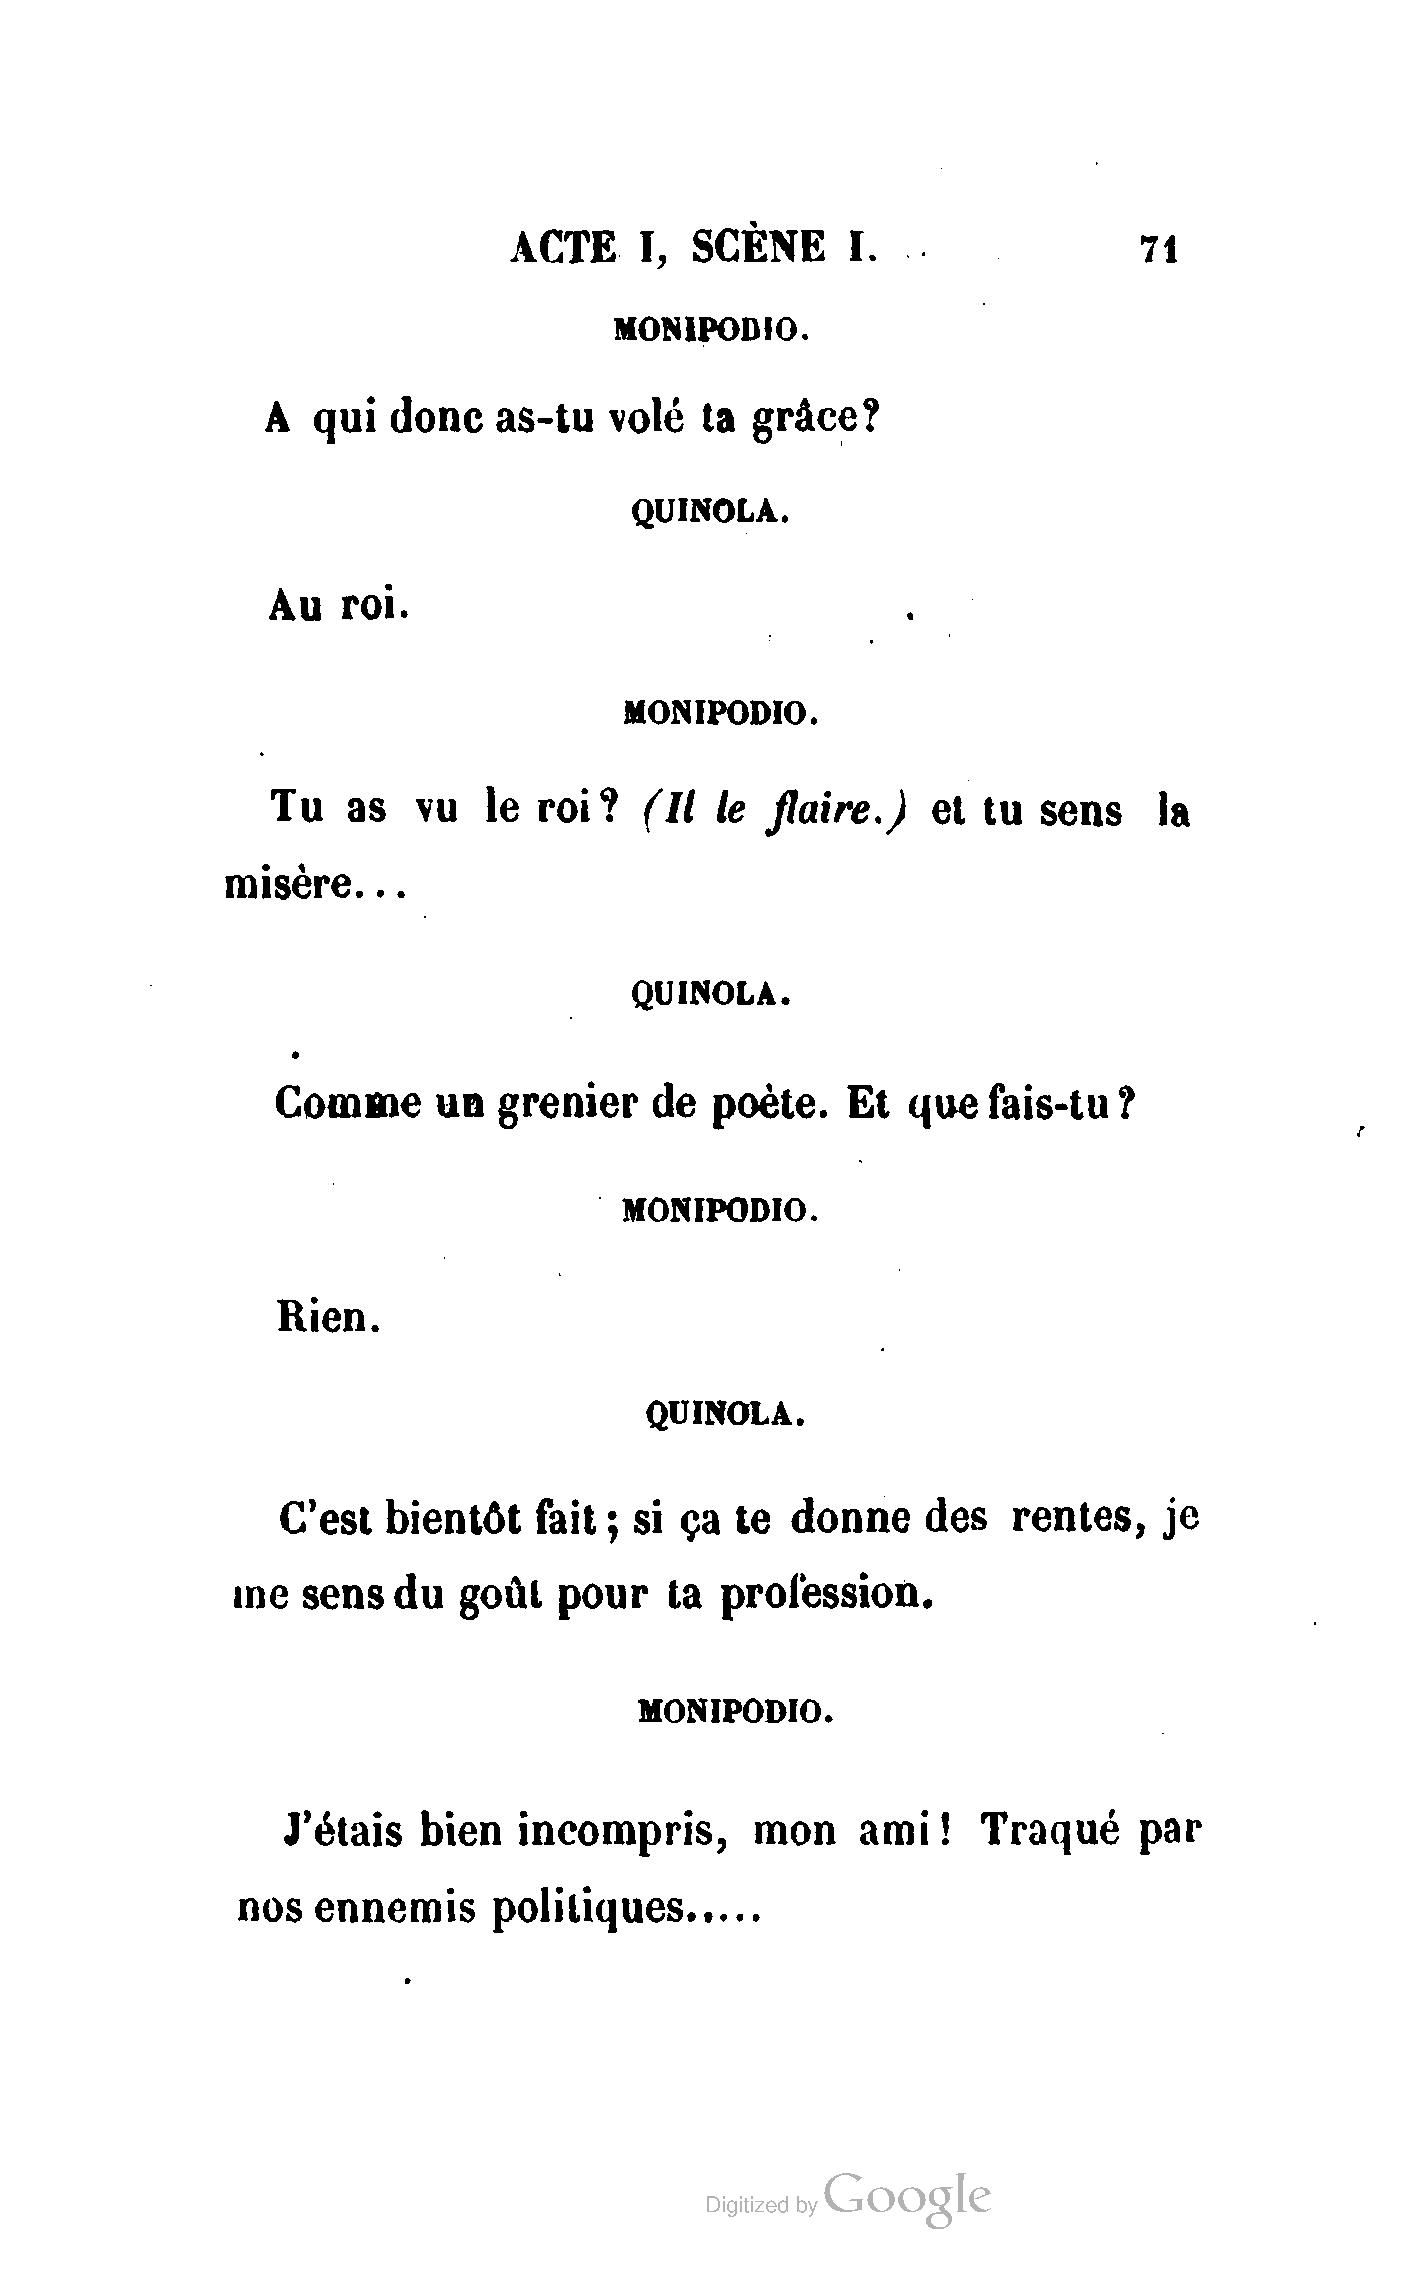 ACTE I, SCÈNE I. 71
MONIPODIO.
A qui donc as-tu volé ta grâce?
QUINOLA.
Au roi.
MONIPODIO.
Tu as vu le roi? (Il le flaire.) et tu sens la
misère...
QUINOLA.
Comme un grenier de poète. Et que fais-tu?
MONIPODIO.
Rien.
QUINOLA.
C'est bientôt fait; si ça te donne des rentes, je
me sens du goût pour ta profession.
MONIPODIO.
J'étais bien incompris, mon ami! Traqué par
nos ennemis politiques.....
Digitized by Google